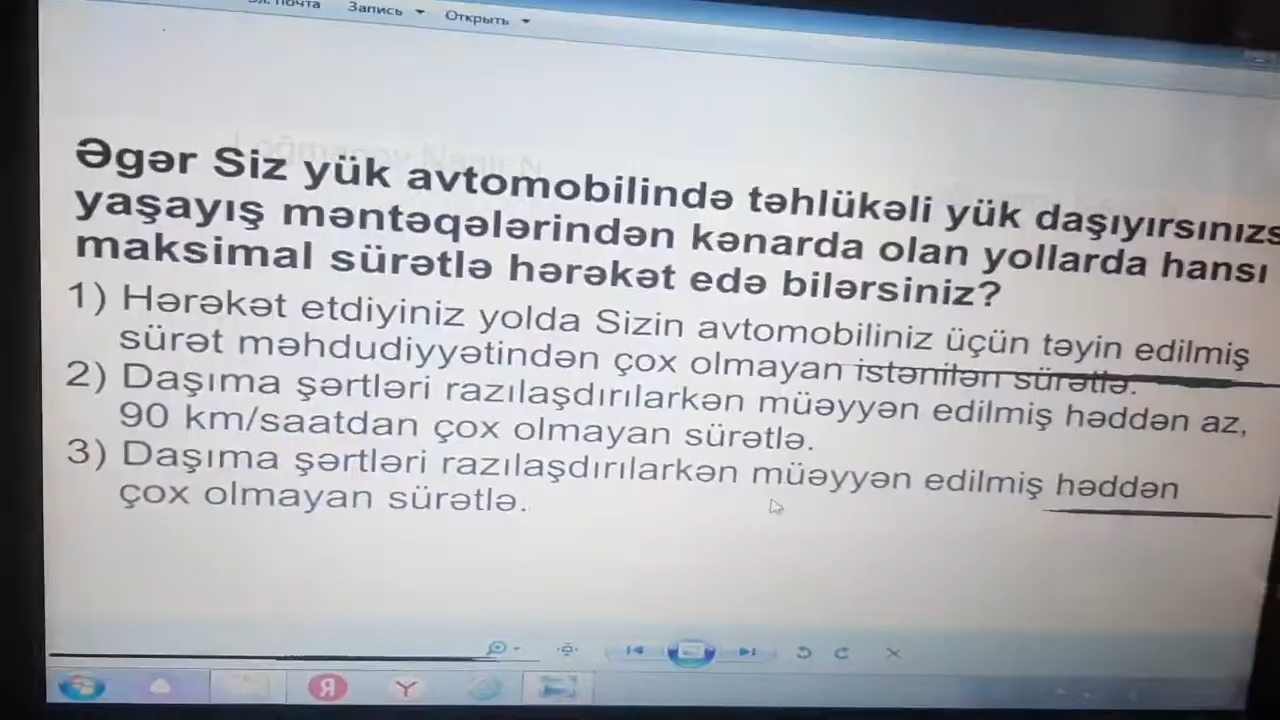 Эл. почта Запись Открыть
Əgər Siz yük avtomobilində təhlükəli yük daşıyırsınızs
yaşayış məntəqələrindən kənarda olan yollarda hansı
maksimal sürətlə hərəkət edə bilərsiniz?
1) Hərəkət etdiyiniz yolda Sizin avtomobiliniz üçün təyin edilmiş
sürət məhdudiyyətindən çox olmayan istənilən sürətlə.
2) Daşıma şərtləri razılaşdırılarkən müəyyən edilmiş həddən az,
90 km/saatdan çox olmayan sürətlə.
3) Daşıma şərtləri razılaşdırılarkən müəyyən edilmiş həddən
çox olmayan sürətlə.
Я Y